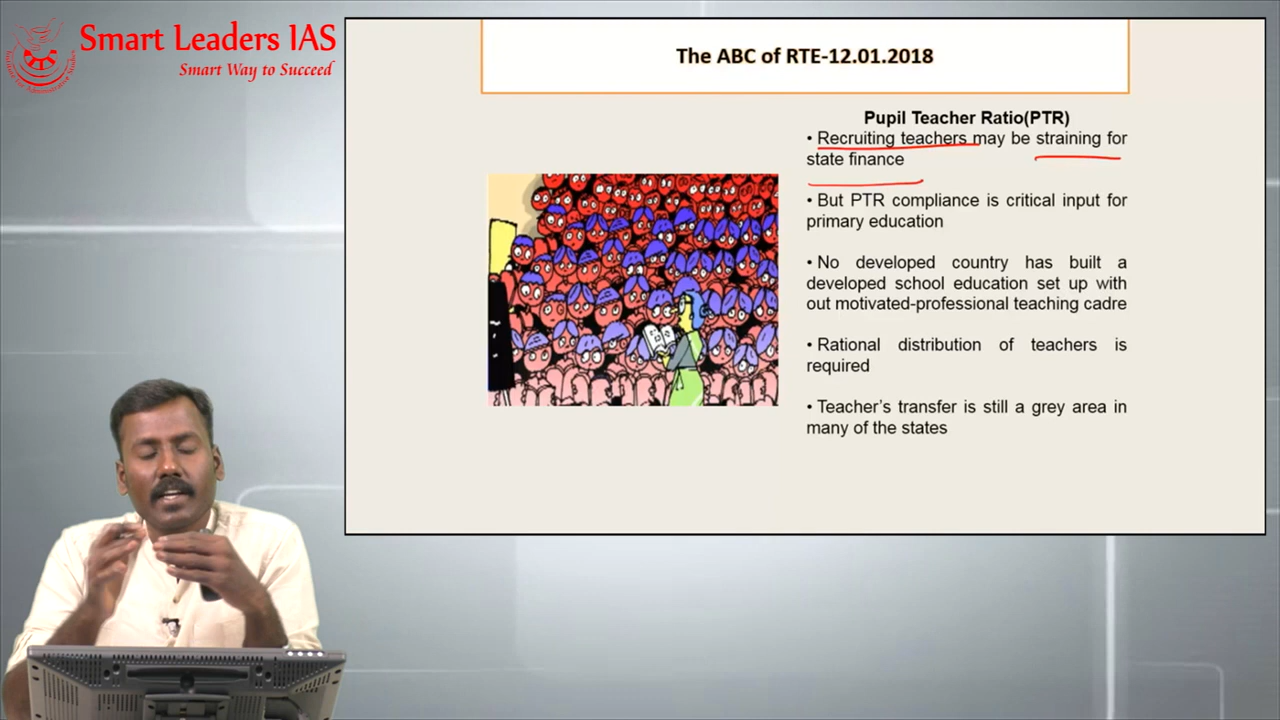 Smart Leaders IAS
Smart Way to Succeed
The ABC of RTE-12.01.2018
Pupil Teacher Ratio(PTR)
• Recruiting teachers may be straining for
state finance
• But PTR compliance is critical input for
primary education
• No developed country has built a
developed school education set up with
out motivated-professional teaching cadre
• Rational distribution of teachers is
required
• Teacher’s transfer is still a grey area in
many of the states